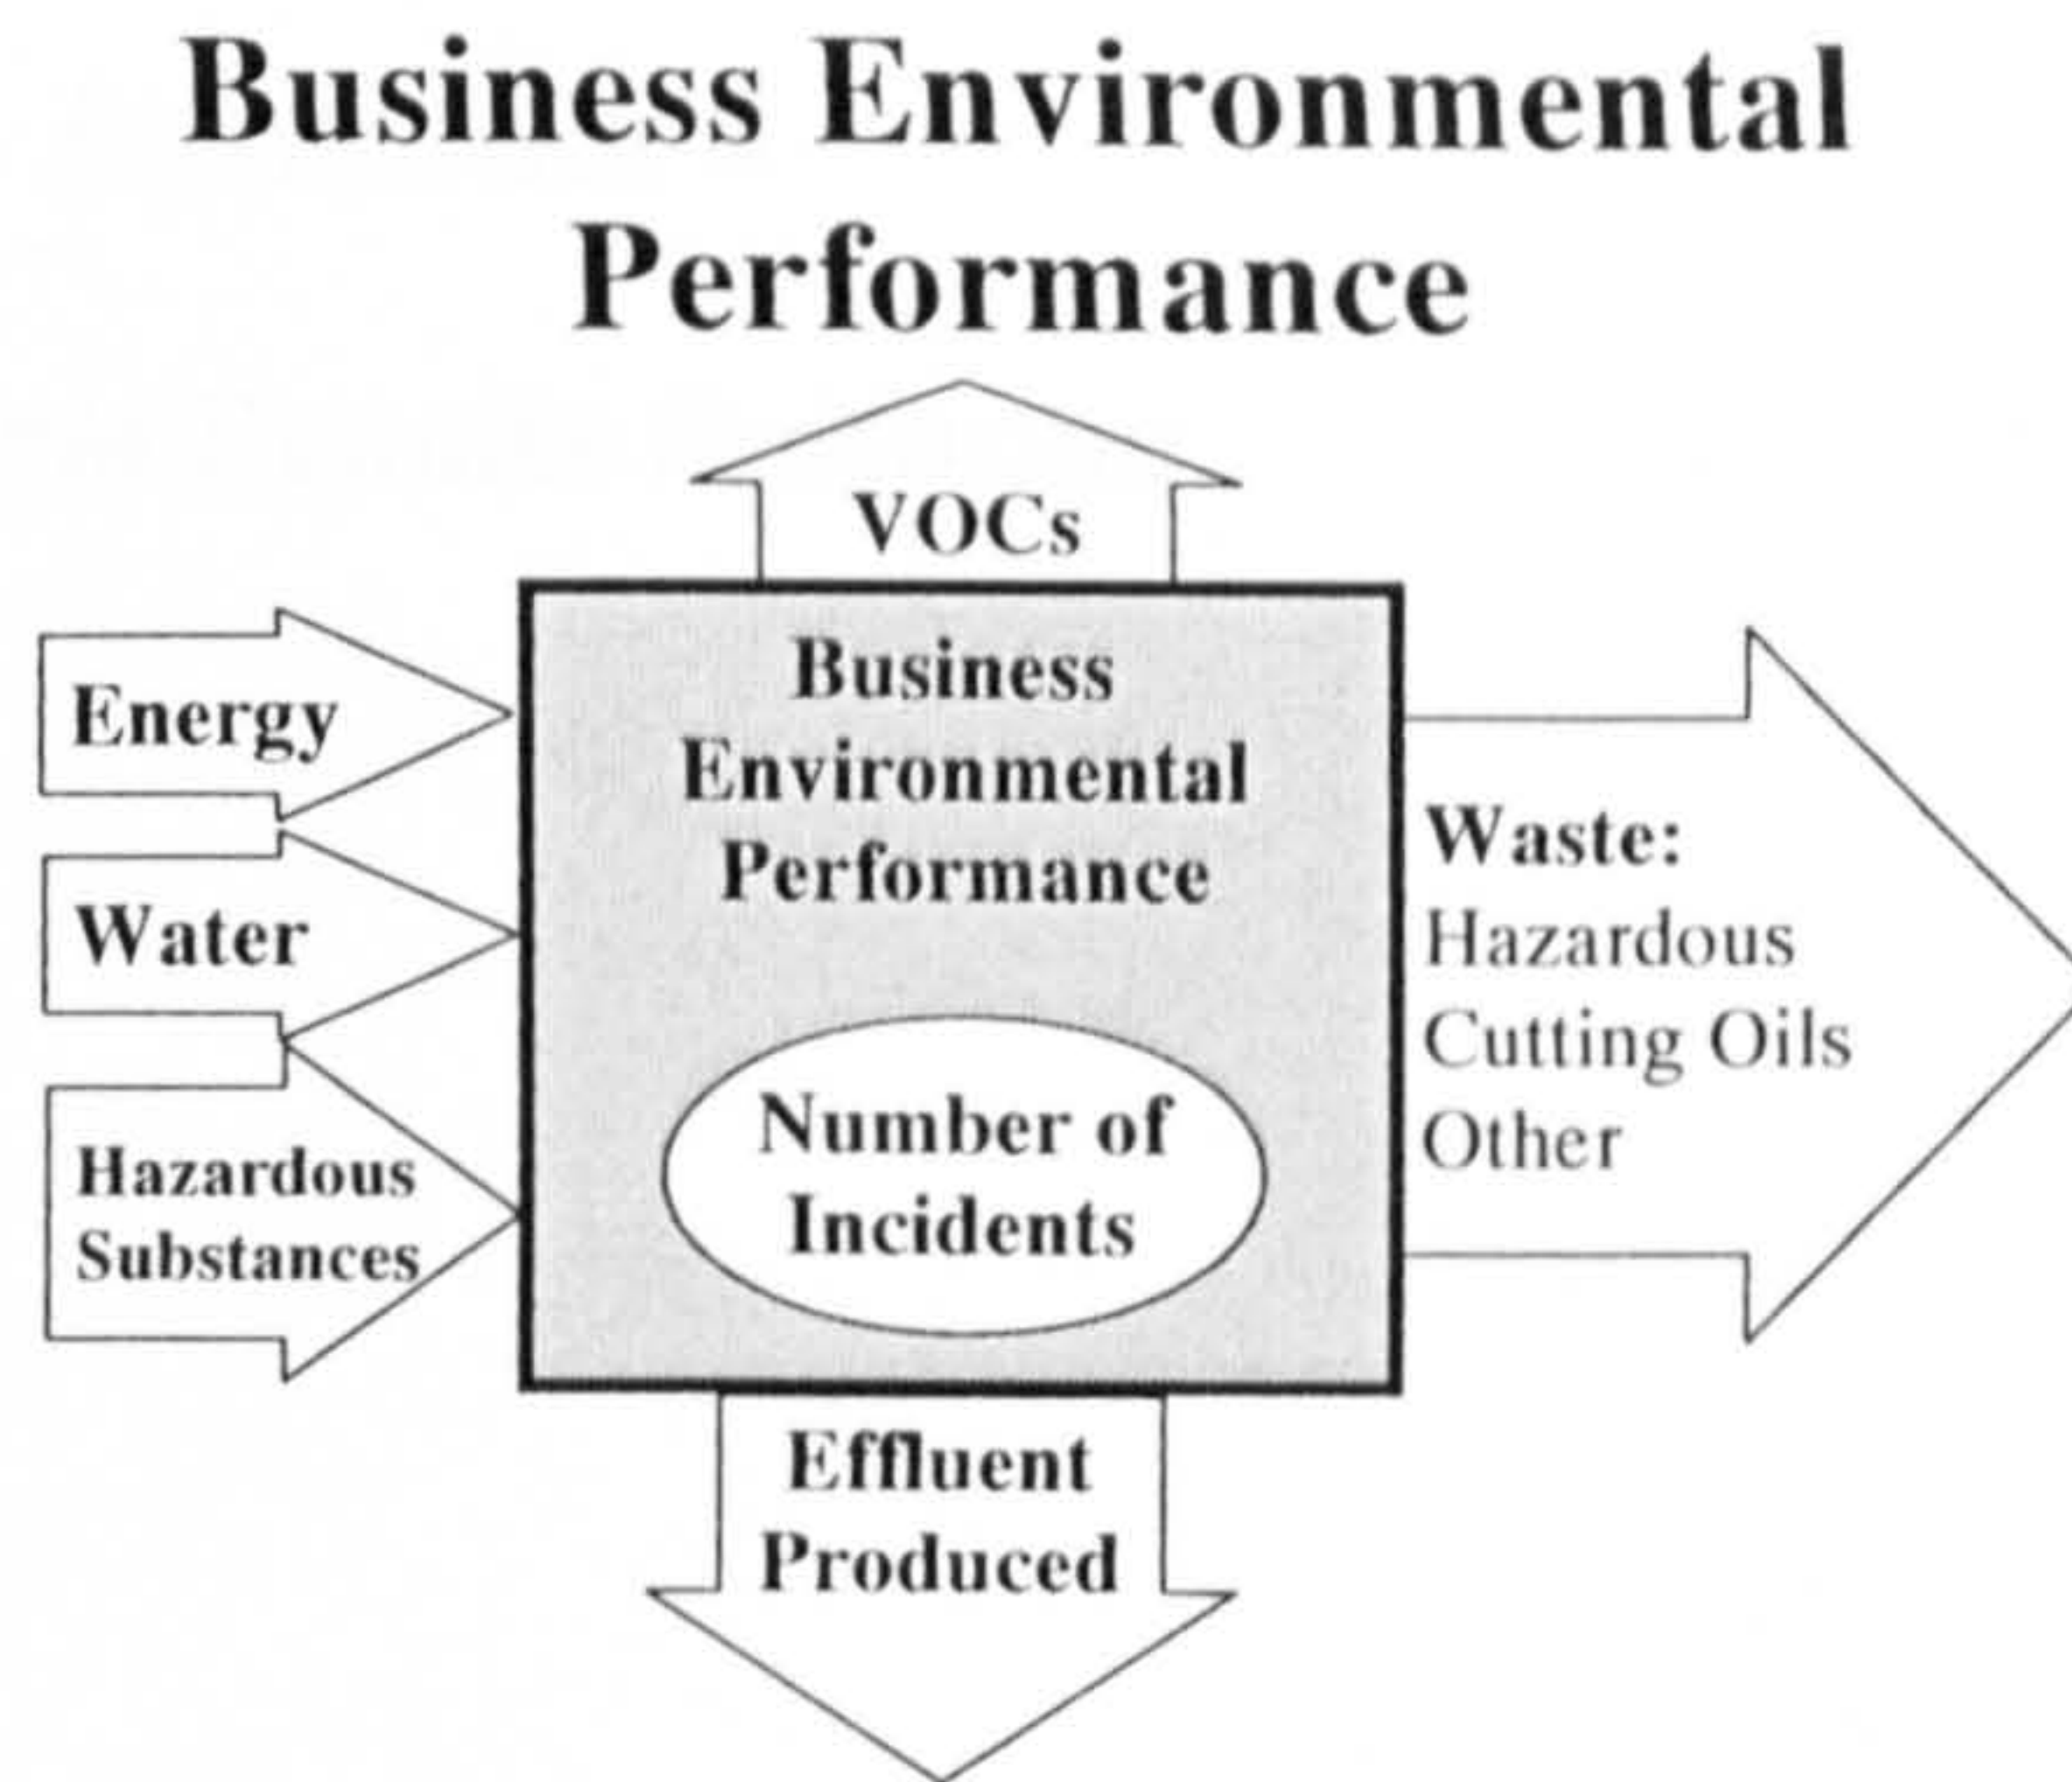 Business Environmental
Performance
VOCs
Energy
Water
Hazardous
Substances
Business
Environmental
Performance
Number of
Incidents
Waste:
Hazardous
Cutting Oils
Other
Effluent
Produced